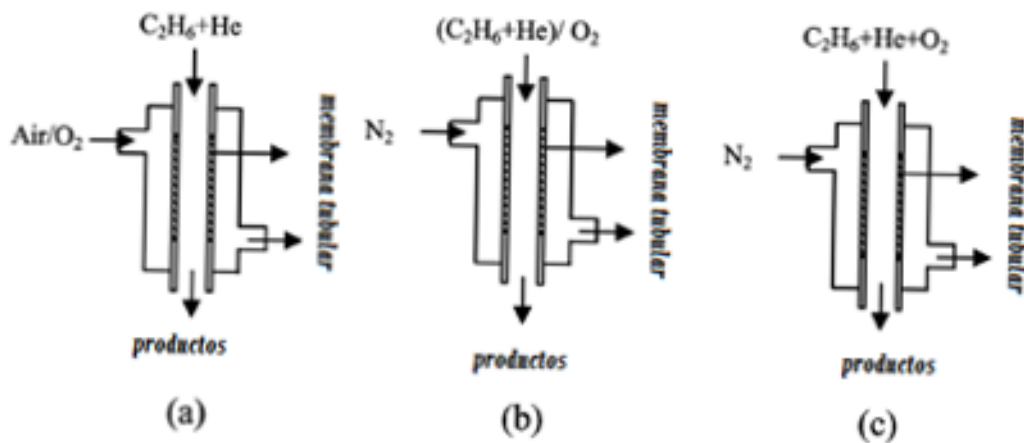 C₂H₆+He
Air/O₂
membrana tubular
productos
(a)
(C₂H₆+He)/ O₂
N₂
membrana tubular
productos
(b)
C₂H₆+He+O₂
N₂
membrana tubular
productos
(c)